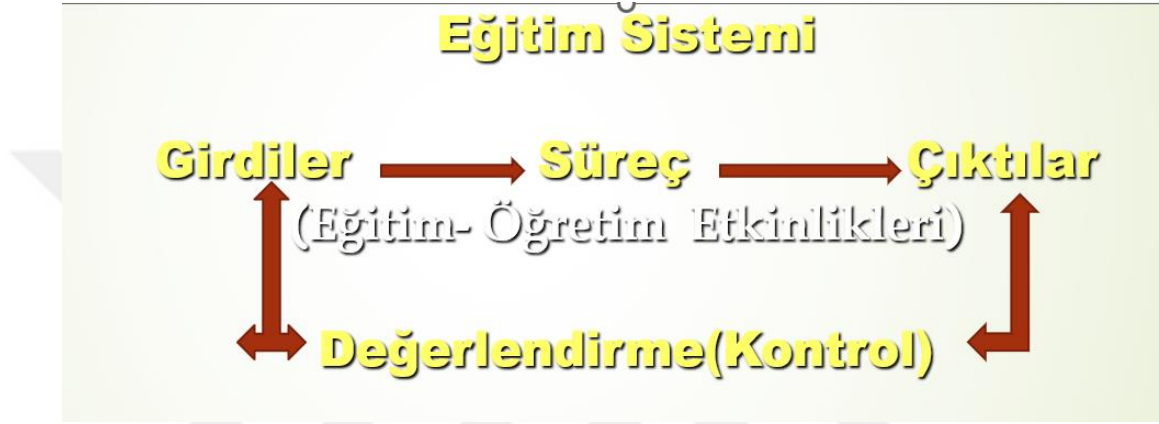 Eğitim Sistemi
Girdiler Süreç Çıktılar
(Eğitim- Öğretim Etkinlikleri)
Değerlendirme(Kontrol)